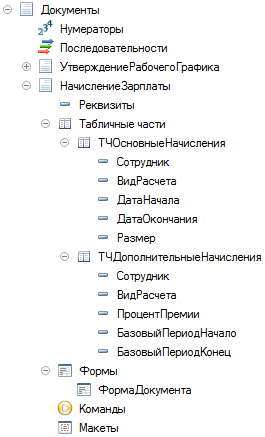 Документы
Нумераторы
Последовательности
УтверждениеРабочегоГрафика
НачислениеЗарплаты
Реквизиты
Табличные части
ТЧОсновныеНачисления
Сотрудник
ВидРасчета
ДатаНачала
ДатаОкончания
Размер
ТЧДополнительныеНачисления
Сотрудник
ВидРасчета
ПроцентПремии
БазовыйПериодНачало
БазовыйПериодКонец
Формы
ФормаДокумента
Команды
Макеты